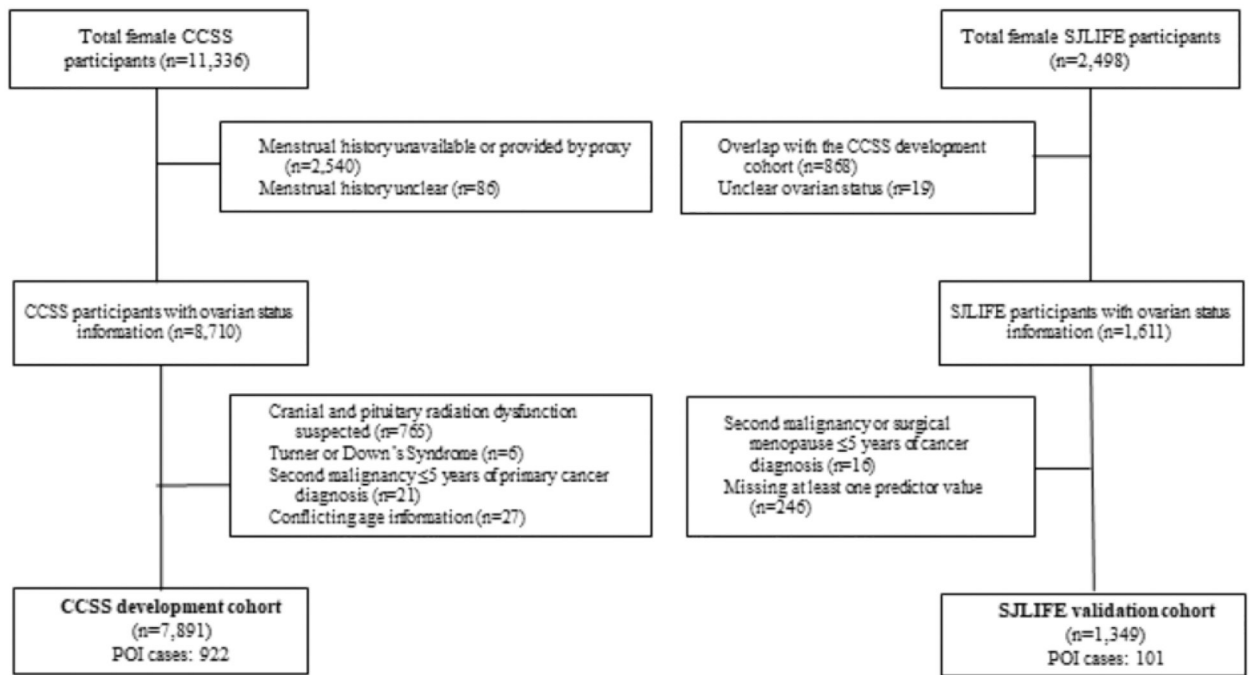 Total female CCSS
participants (n=11,336)
Menstrual history unavailable or provided by proxy
(n=2,540)
Menstrual history unclear (n=86)
CCSS participants with ovarian status
information (n=8,710)
Cranial and pituitary radiation dysfunction
suspected (n=765)
Turner or Down's Syndrome (n=6)
Second malignancy ≤5 years of primary cancer
diagnosis (n=21)
Conflicting age information (n=27)
CCSS development cohort
(n=7,891)
POI cases: 922
Total female SJLIFE participants
(n=2,498)
Overlap with the CCSS development
cohort (n=868)
Unclear ovarian status (n=19)
SJLIFE participants with ovarian status
information (n=1,611)
Second malignancy or surgical
menopause ≤5 years of cancer
diagnosis (n=16)
Missing at least one predictor value
(n=246)
SJLIFE validation cohort
(n=1,349)
POI cases: 101